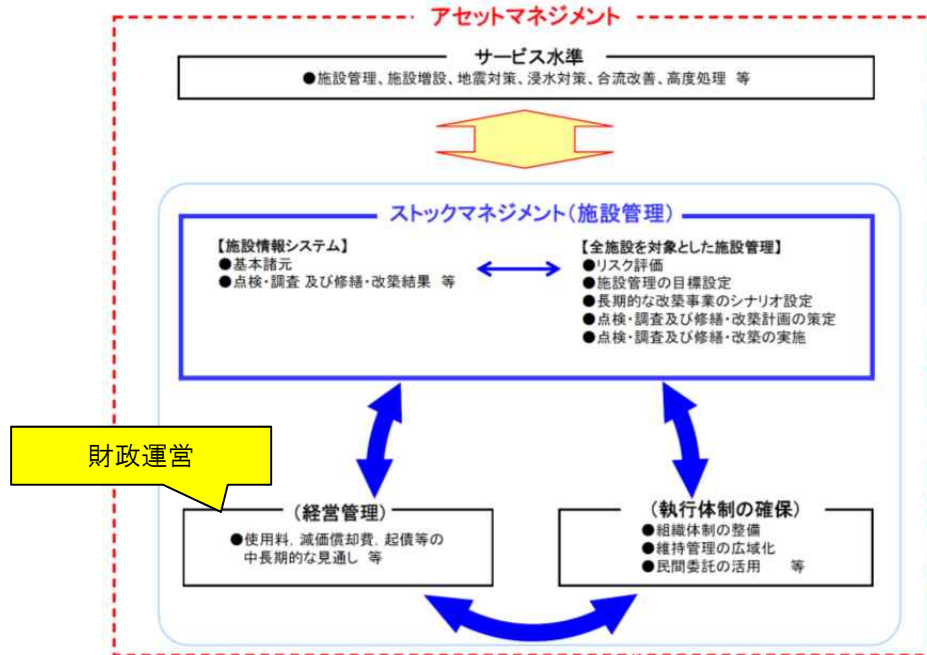 アセットマネジメント
サービス水準
●施設管理、施設増設、地震対策、浸水対策、合流改善、高度処理 等
ストックマネジメント(施設管理)
【施設情報システム】
●基本諸元
●点検・調査 及び修繕・改築結果 等
【全施設を対象とした施設管理】
●リスク評価
●施設管理の目標設定
●長期的な改築事業のシナリオ設定
●点検・調査及び修繕・改築計画の策定
●点検・調査及び修繕・改築の実施
財政運営
(経営管理)
●使用料, 減価償却費, 起債等の
中長期的な見通し 等
(執行体制の確保)
●組織体制の整備
●維持管理の広域化
●民間委託の活用 等